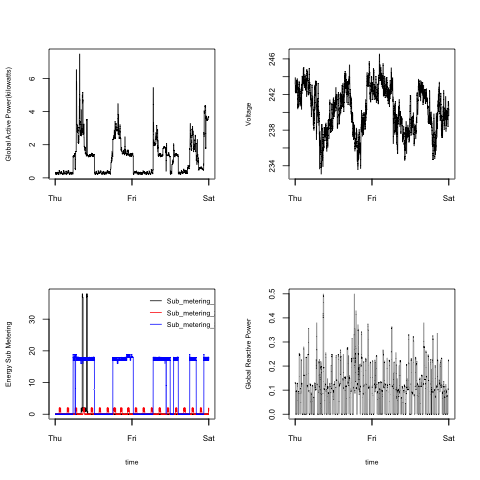 Global Active Power(kilowatts)
0 2 4 6
Thu Fri Sat
Voltage
234 238 242 246
Thu Fri Sat
Energy Sub Metering
0 10 20 30
Sub_metering_
Sub_metering_
Sub_metering_
Thu Fri Sat
time
Global Reactive Power
0.0 0.1 0.2 0.3 0.4 0.5
Thu Fri Sat
time